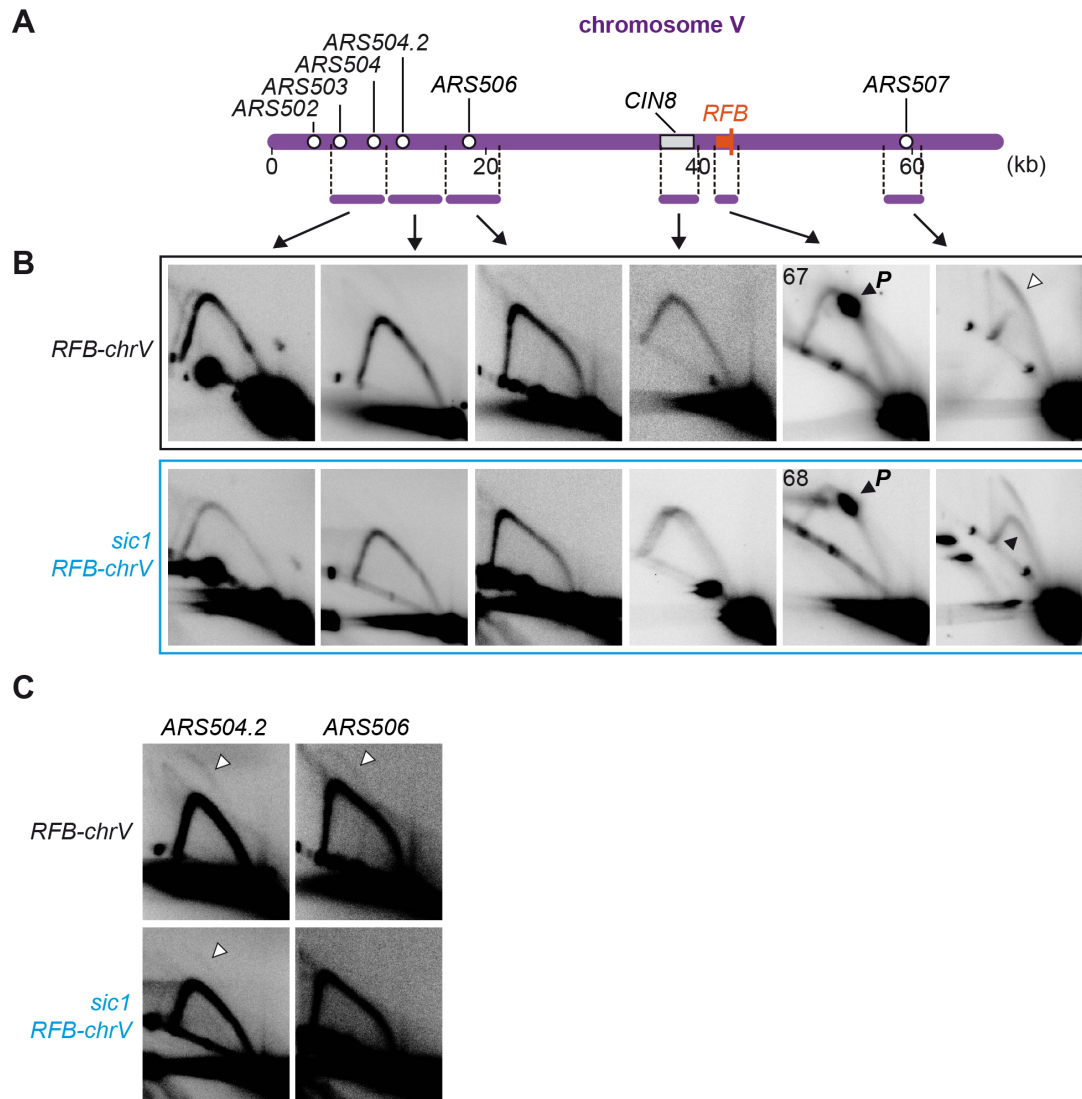 A
chromosome V
ARS504.2
ARS504
ARS503
ARS502
ARS506
CIN8
RFB
ARS507
0
20
40
60
(kb)
B
RFB-chrV
67
P
sic1
RFB-chrV
68
P
C
ARS504.2
ARS506
RFB-chrV
sic1
RFB-chrV